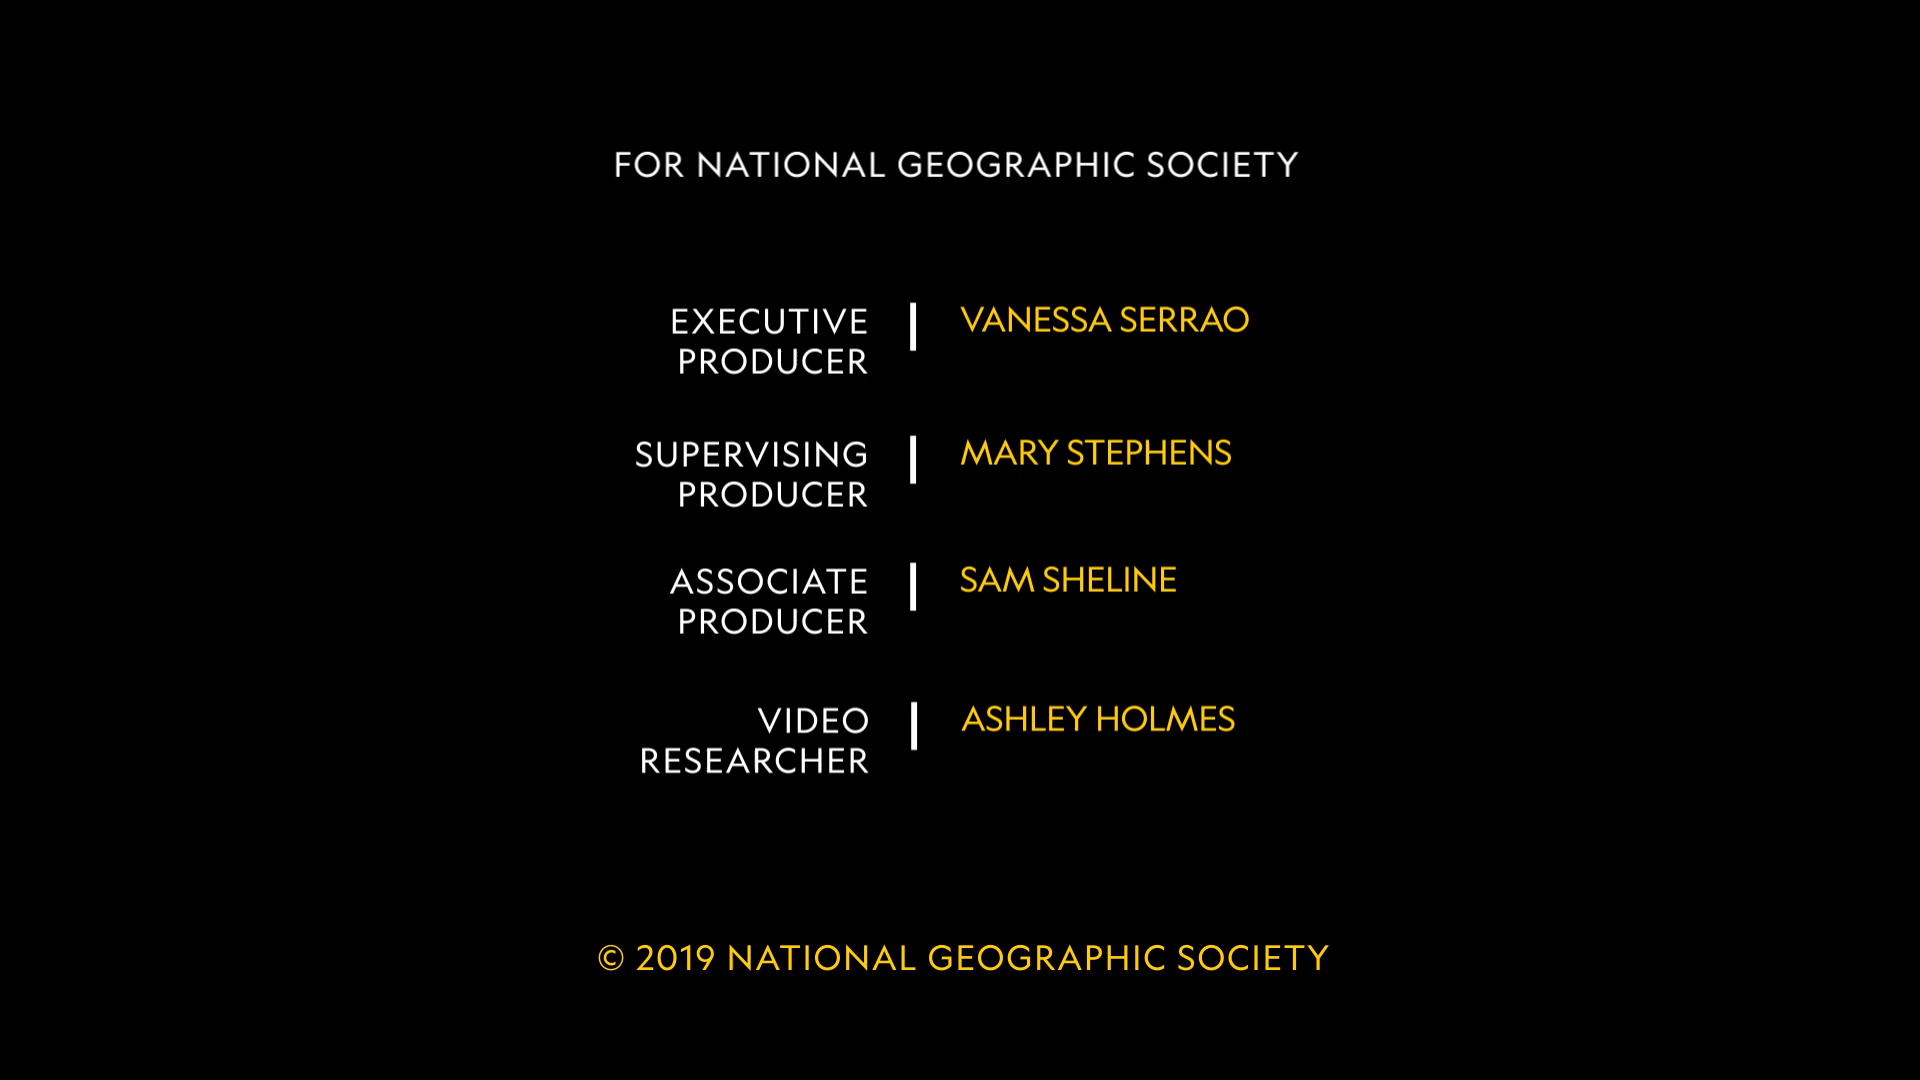 FOR NATIONAL GEOGRAPHIC SOCIETY
EXECUTIVE
PRODUCER
VANESSA SERRAO
SUPERVISING
PRODUCER
MARY STEPHENS
ASSOCIATE
PRODUCER
SAM SHELINE
VIDEO
RESEARCHER
ASHLEY HOLMES
© 2019 NATIONAL GEOGRAPHIC SOCIETY